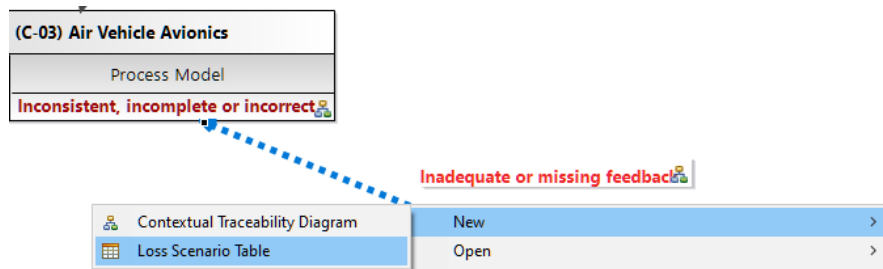 (C-03) Air Vehicle Avionics
Process Model
Inconsistent, incomplete or incorrect
Inadequate or missing feedback
Contextual Traceability Diagram
New
Loss Scenario Table
Open